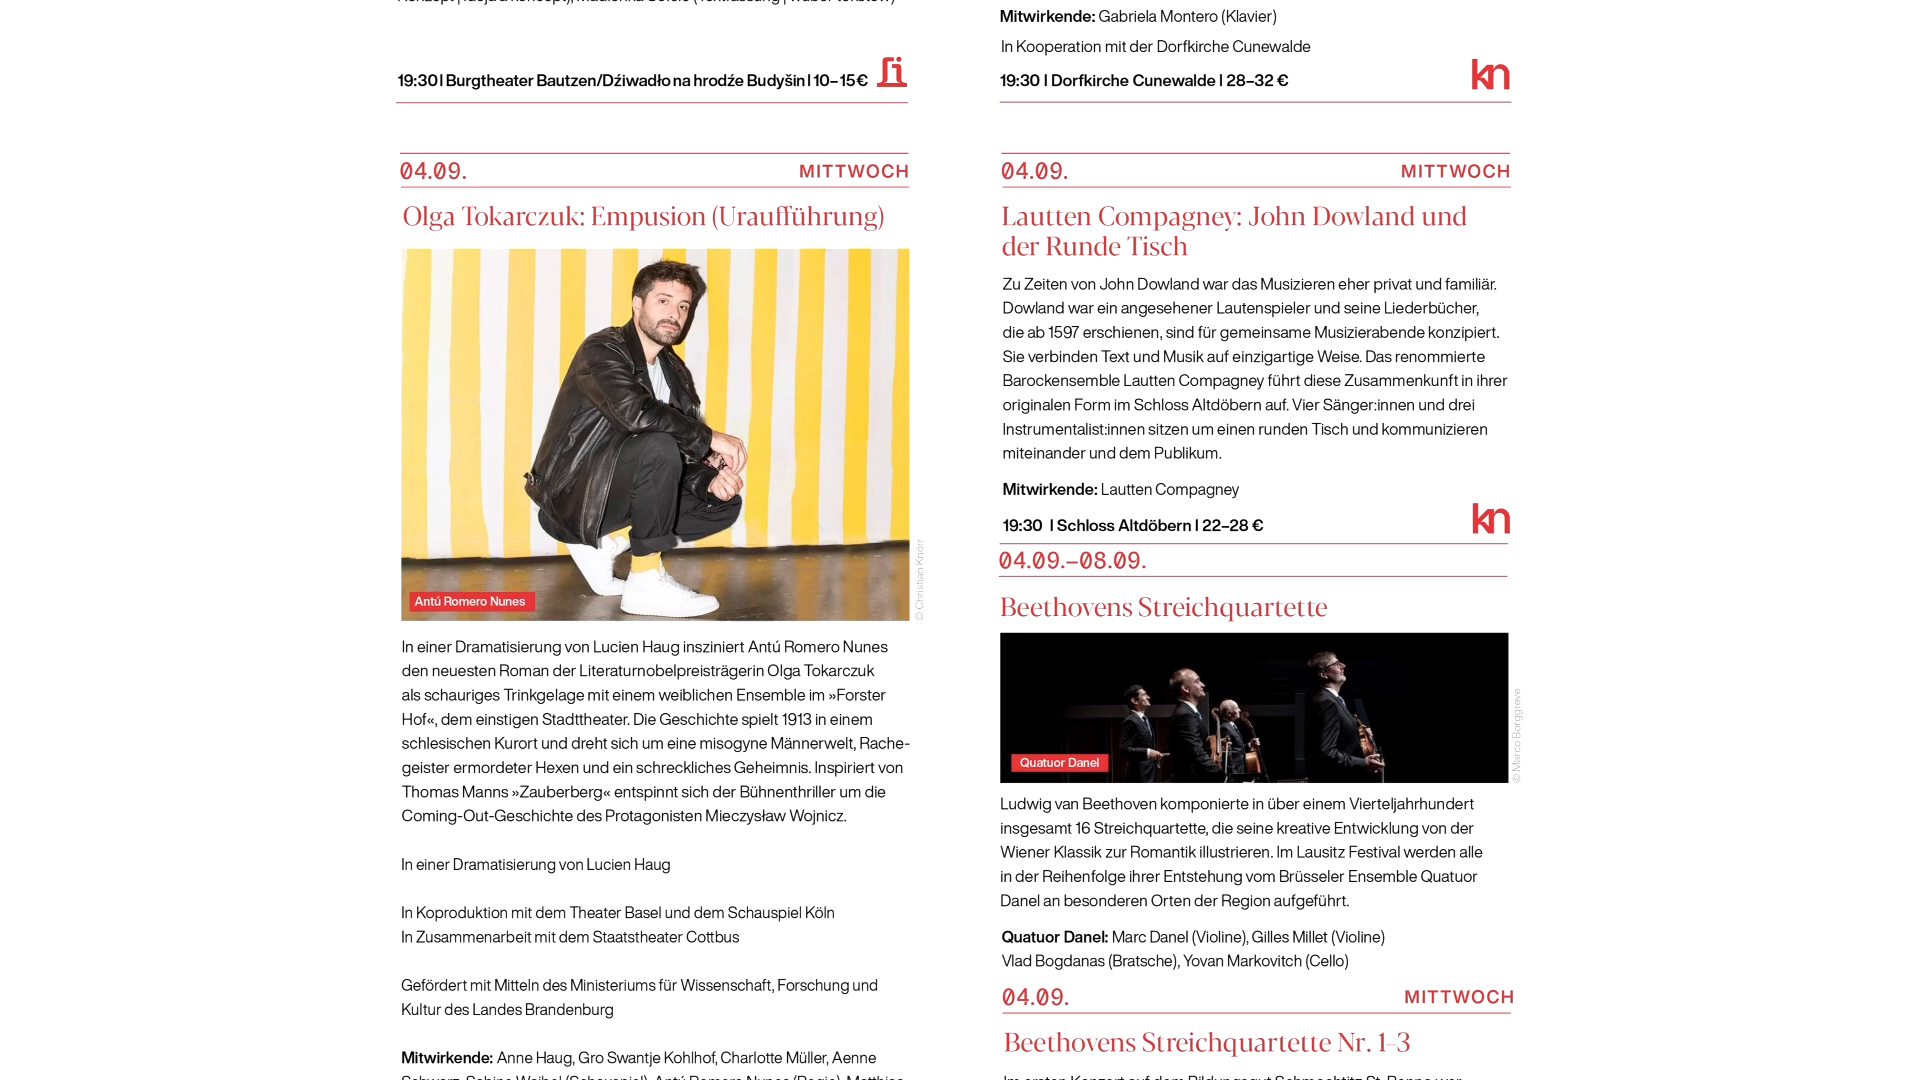 19:30 I Burgtheater Bautzen/Dźiwadło na hrodźe Budyšin I 10–15 €
04.09.
MITTWOCH
Olga Tokarczuk: Empusion (Uraufführung)
Antú Romero Nunes
© Christian Knörr
In einer Dramatisierung von Lucien Haug insziniert Antú Romero Nunes
den neuesten Roman der Literaturnobelpreisträgerin Olga Tokarczuk
als schauriges Trinkgelage mit einem weiblichen Ensemble im »Forster
Hof«, dem einstigen Stadttheater. Die Geschichte spielt 1913 in einem
schlesischen Kurort und dreht sich um eine misogyne Männerwelt, Rache-
geister ermordeter Hexen und ein schreckliches Geheimnis. Inspiriert von
Thomas Manns »Zauberberg« entspinnt sich der Bühnenthriller um die
Coming-Out-Geschichte des Protagonisten Mieczysław Wojnicz.
In einer Dramatisierung von Lucien Haug
In Koproduktion mit dem Theater Basel und dem Schauspiel Köln
In Zusammenarbeit mit dem Staatstheater Cottbus
Gefördert mit Mitteln des Ministeriums für Wissenschaft, Forschung und
Kultur des Landes Brandenburg
Mitwirkende: Anne Haug, Gro Swantje Kohlhof, Charlotte Müller, Aenne
Mitwirkende: Gabriela Montero (Klavier)
In Kooperation mit der Dorfkirche Cunewalde
19:30 I Dorfkirche Cunewalde I 28–32 €
kn
04.09.
MITTWOCH
Lautten Compagney: John Dowland und
der Runde Tisch
Zu Zeiten von John Dowland war das Musizieren eher privat und familiär.
Dowland war ein angesehener Lautenspieler und seine Liederbücher,
die ab 1597 erschienen, sind für gemeinsame Musizierabende konzipiert.
Sie verbinden Text und Musik auf einzigartige Weise. Das renommierte
Barockensemble Lautten Compagney führt diese Zusammenkunft in ihrer
originalen Form im Schloss Altdöbern auf. Vier Sänger:innen und drei
Instrumentalist:innen sitzen um einen runden Tisch und kommunizieren
miteinander und dem Publikum.
Mitwirkende: Lautten Compagney
19:30 I Schloss Altdöbern I 22–28 €
kn
04.09.–08.09.
Beethovens Streichquartette
Quatuor Danel
© Marco Borggreve
Ludwig van Beethoven komponierte in über einem Vierteljahrhundert
insgesamt 16 Streichquartette, die seine kreative Entwicklung von der
Wiener Klassik zur Romantik illustrieren. Im Lausitz Festival werden alle
in der Reihenfolge ihrer Entstehung vom Brüsseler Ensemble Quatuor
Danel an besonderen Orten der Region aufgeführt.
Quatuor Danel: Marc Danel (Violine), Gilles Millet (Violine)
Vlad Bogdanas (Bratsche), Yovan Markovitch (Cello)
04.09.
MITTWOCH
Beethovens Streichquartette Nr. 1–3